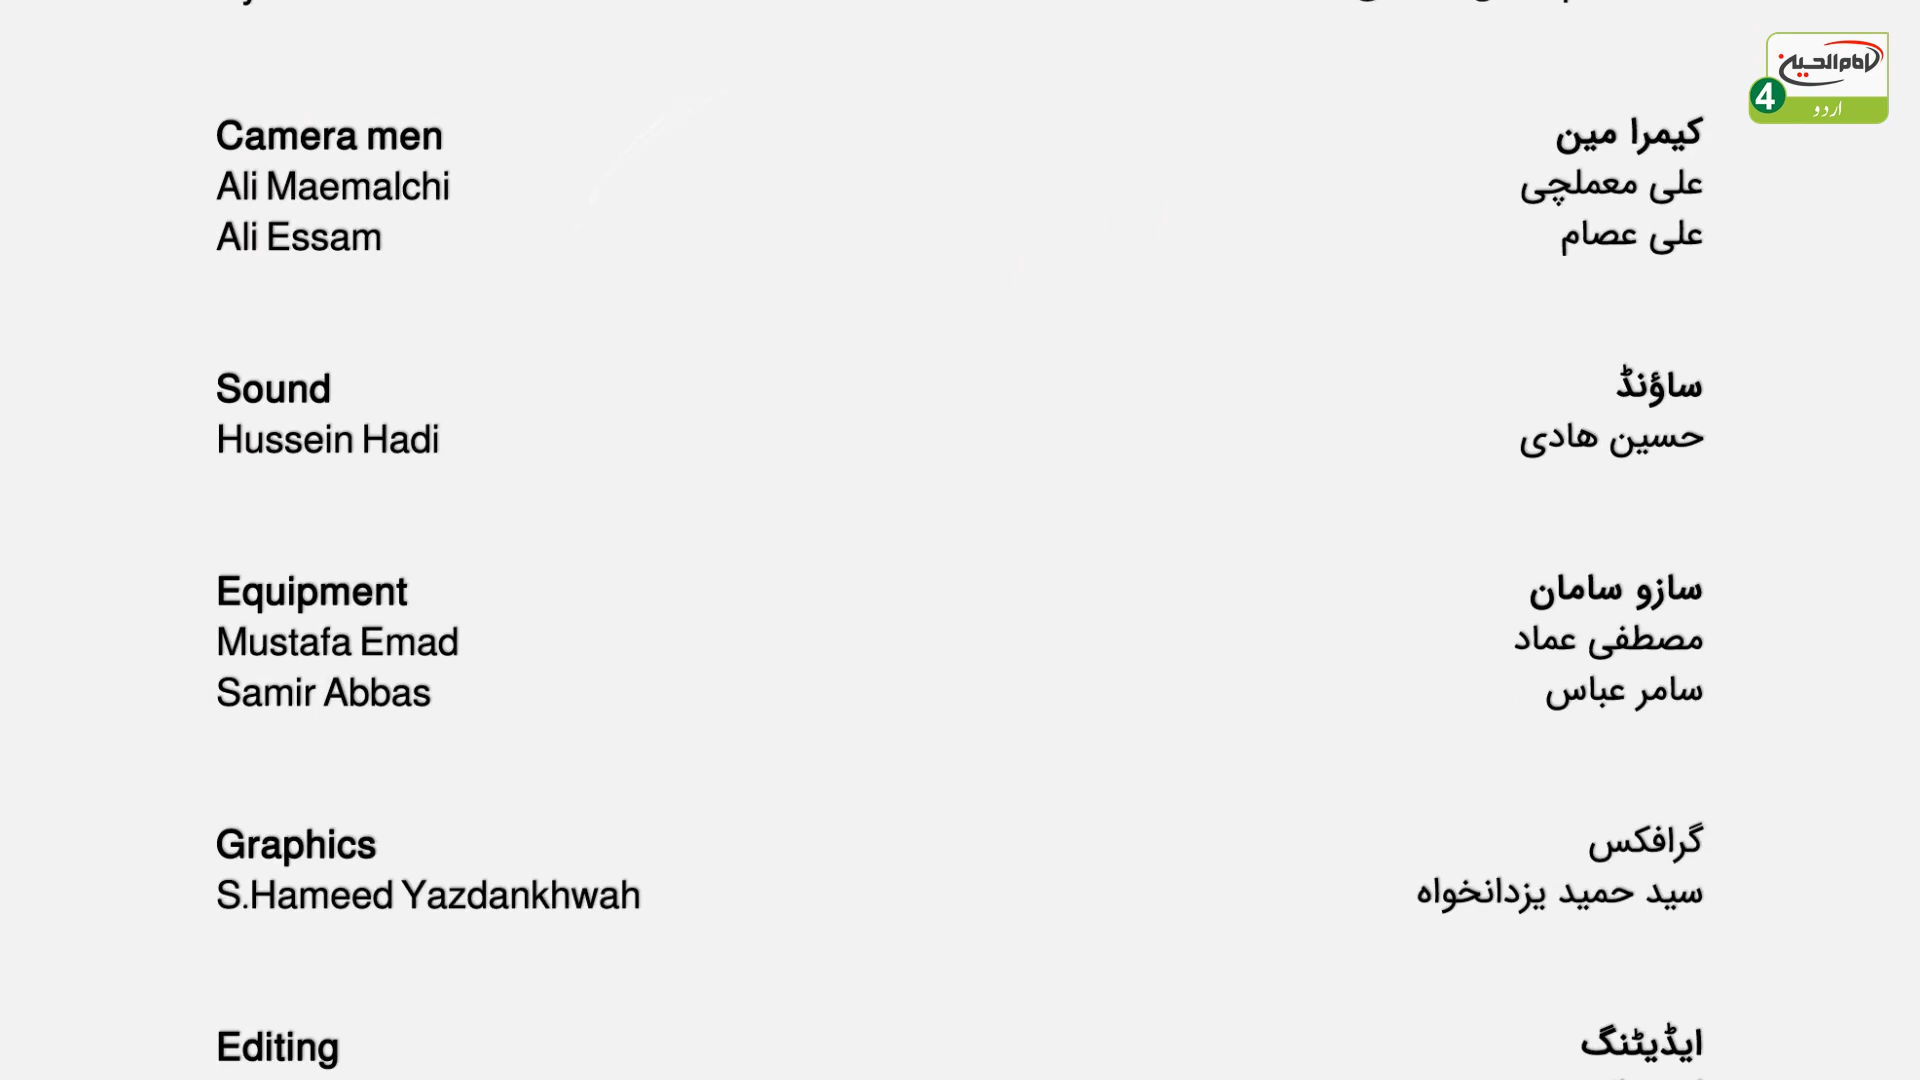 Camera men
Ali Maemalchi
Ali Essam
Sound
Hussein Hadi
Equipment
Mustafa Emad
Samir Abbas
Graphics
S.Hameed Yazdankhwah
Editing
کیمرا مین
علی معملچی
علی عصام
ساؤنڈ
حسین هادی
سازو سامان
مصطفی عماد
سامر عباس
گرافکس
سید حمید یزدانخواه
ایڈیٹنگ
امام الحسین
4
اردو